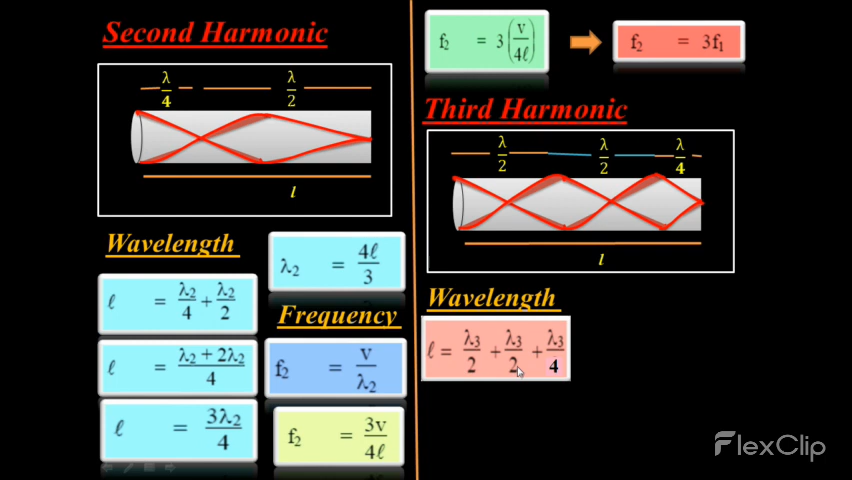 Second Harmonic
λ/4 λ/2
l
Wavelength
ℓ = λ₂/4 + λ₂/2
ℓ = λ₂ + 2λ₂/4
ℓ = 3λ₂/4
λ₂ = 4ℓ/3
Frequency
f₂ = v/λ₂
f₂ = 3v/4ℓ
f₂ = 3(v/4ℓ)
f₂ = 3f₁
Third Harmonic
λ/2 λ/2 λ/4
l
Wavelength
ℓ = λ₃/2 + λ₃/2 + λ₃/4
FlexClip